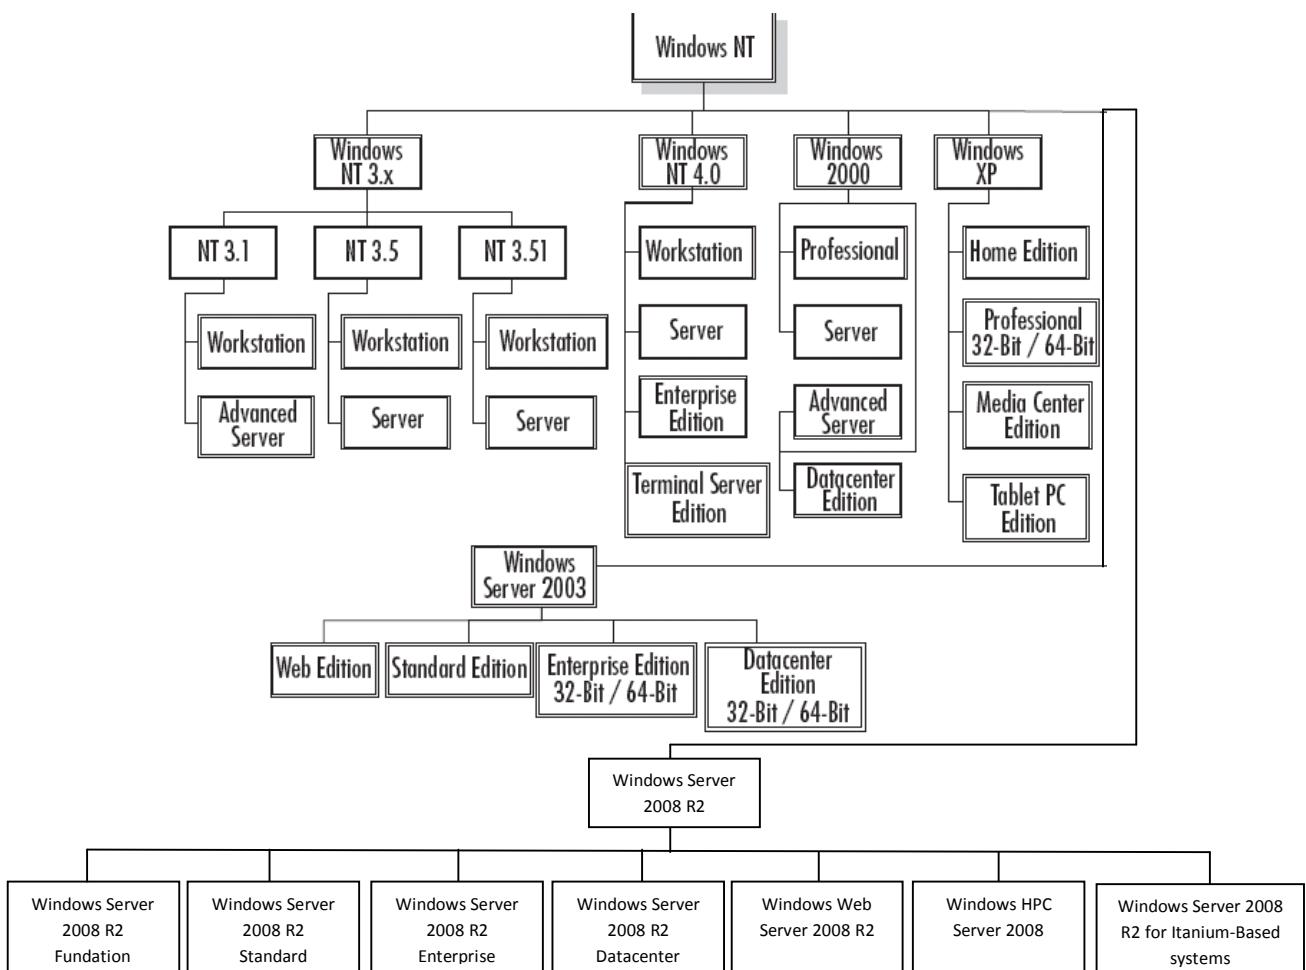 Windows NT
Windows
NT 3.x
Windows
NT 4.0
Windows
2000
Windows
XP
NT 3.1
NT 3.5
NT 3.51
Workstation
Advanced
Server
Workstation
Server
Workstation
Server
Workstation
Server
Enterprise
Edition
Terminal Server
Edition
Professional
Server
Advanced
Server
Datacenter
Edition
Home Edition
Professional
32-Bit / 64-Bit
Media Center
Edition
Tablet PC
Edition
Windows
Server 2003
Web Edition
Standard Edition
Enterprise Edition
32-Bit / 64-Bit
Datacenter
Edition
32-Bit / 64-Bit
Windows Server
2008 R2
Windows Server
2008 R2
Fundation
Windows Server
2008 R2
Standard
Windows Server
2008 R2
Enterprise
Windows Server
2008 R2
Datacenter
Windows Web
Server 2008 R2
Windows HPC
Server 2008
Windows Server 2008
R2 for Itanium-Based
systems